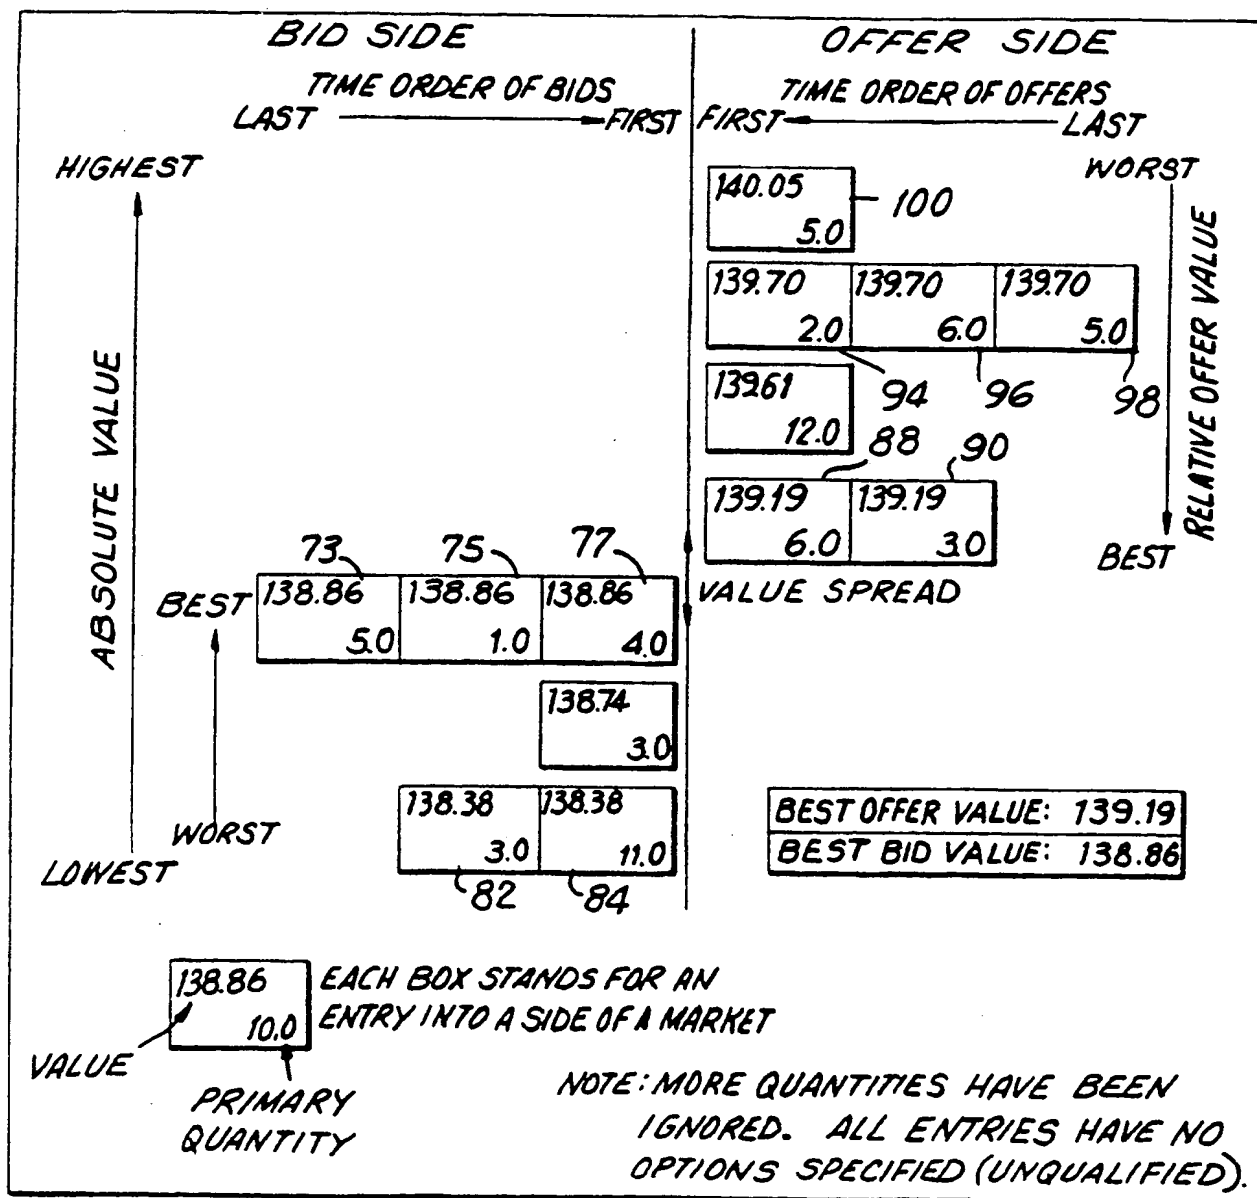 BID SIDE
OFFER SIDE
TIME ORDER OF BIDS
LAST
FIRST
TIME ORDER OF OFFERS
FIRST
LAST
HIGHEST
LOWEST
ABSOLUTE VALUE
WORST
BEST
RELATIVE OFFER VALUE
140.05
5.0
100
139.70
2.0
139.70
6.0
139.70
5.0
94
96
98
139.61
12.0
88
90
139.19
6.0
139.19
3.0
VALUE SPREAD
73
75
77
BEST
138.86
5.0
138.86
1.0
138.86
4.0
138.74
3.0
WORST
138.38
3.0
138.38
11.0
82
84
BEST OFFER VALUE: 139.19
BEST BID VALUE: 138.86
138.86
10.0
VALUE
PRIMARY
QUANTITY
EACH BOX STANDS FOR AN
ENTRY INTO A SIDE OF A MARKET
NOTE: MORE QUANTITIES HAVE BEEN
IGNORED. ALL ENTRIES HAVE NO
OPTIONS SPECIFIED (UNQUALIFIED).